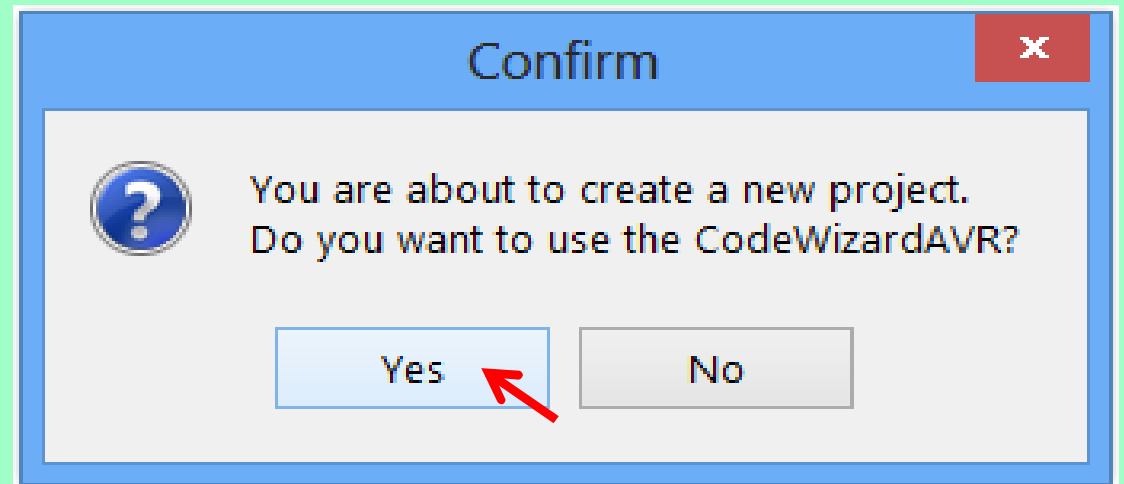 Confirm
You are about to create a new project.
Do you want to use the CodeWizardAVR?
Yes
No